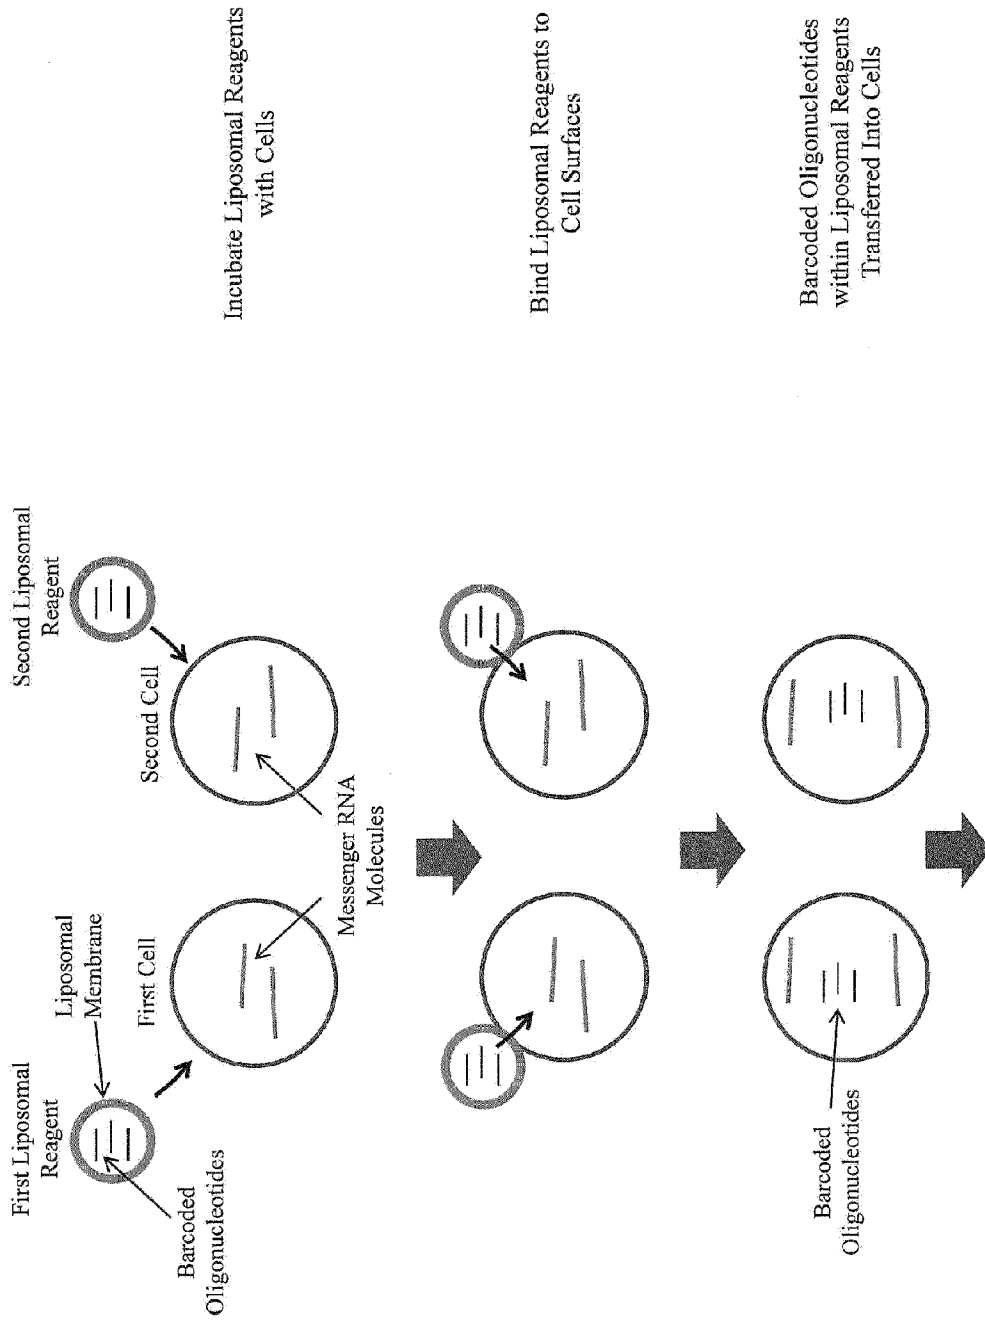 First Liposomal
Reagent
Liposomal
Membrane
Second Liposomal
Reagent
First Cell
Second Cell
Barcoded
Oligonucleotides
Messenger RNA
Molecules
Incubate Liposomal Reagents
with Cells
Bind Liposomal Reagents to
Cell Surfaces
Barcoded
Oligonucleotides
Barcoded Oligonucleotides
within Liposomal Reagents
Transferred Into Cells